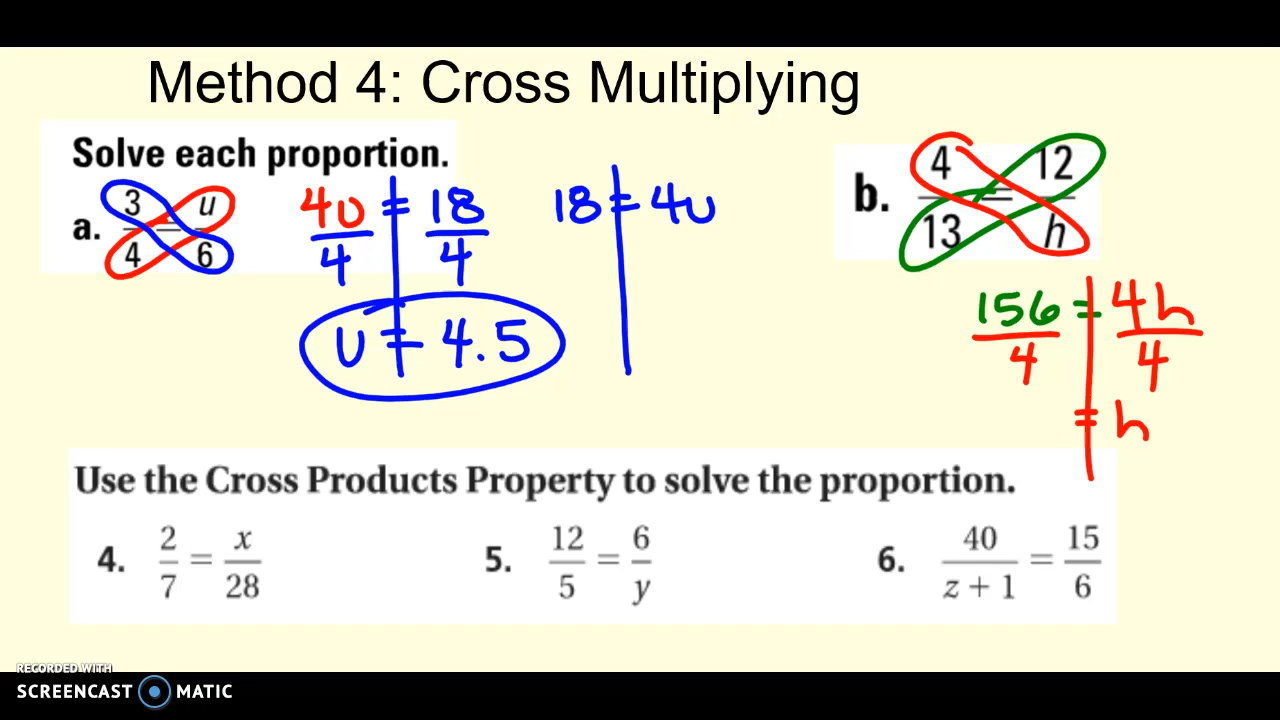 Method 4: Cross Multiplying
Solve each proportion.
a. 3/4 = u/6
4u = 18
4 4
u = 4.5
18 = 4u
b. 4/13 = 12/h
156 = 4h
4 4
= h
Use the Cross Products Property to solve the proportion.
4. 2/7 = x/28
5. 12/5 = 6/y
6. 40/(z + 1) = 15/6
RECORDED WITH
SCREENCAST MATIC